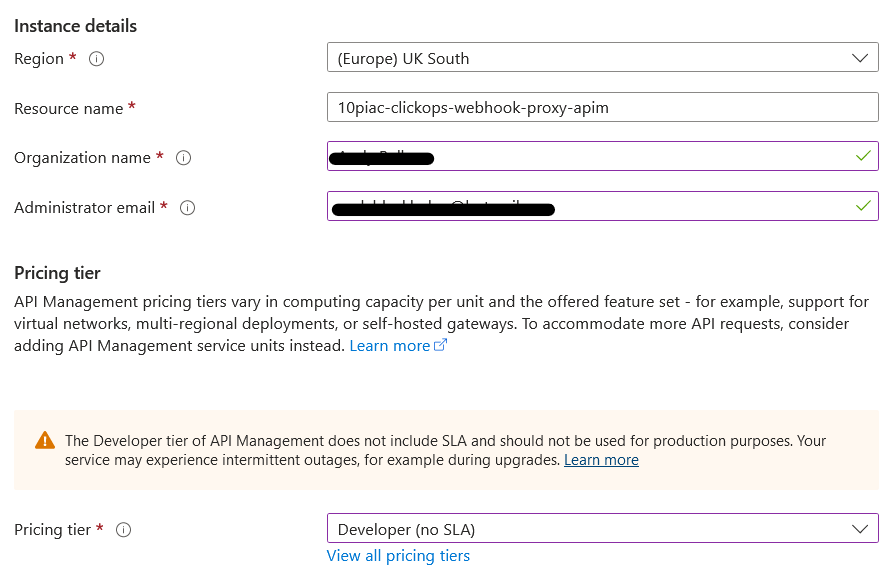 Instance details
Region *
(Europe) UK South
Resource name *
10piac-clickops-webhook-proxy-apim
Organization name *
Administrator email *
Pricing tier
API Management pricing tiers vary in computing capacity per unit and the offered feature set - for example, support for
virtual networks, multi-regional deployments, or self-hosted gateways. To accommodate more API requests, consider
adding API Management service units instead. Learn more
The Developer tier of API Management does not include SLA and should not be used for production purposes. Your
service may experience intermittent outages, for example during upgrades. Learn more
Pricing tier *
Developer (no SLA)
View all pricing tiers